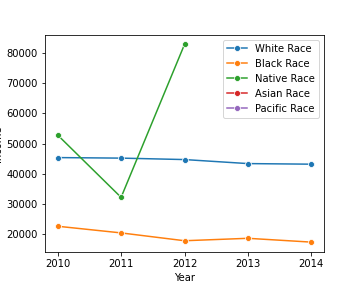 80000
70000
60000
50000
40000
30000
20000
White Race
Black Race
Native Race
Asian Race
Pacific Race
2010 2011 2012 2013 2014
Year